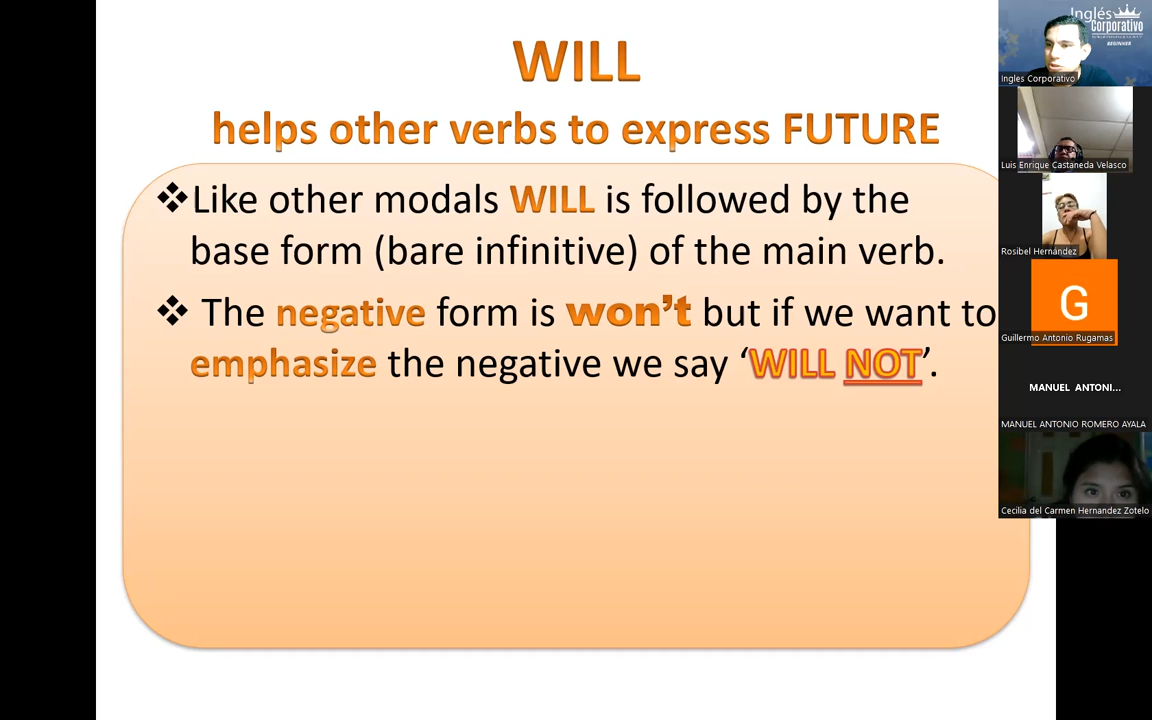 WILL
helps other verbs to express FUTURE
❖Like other modals WILL is followed by the
base form (bare infinitive) of the main verb.
❖ The negative form is won't but if we want to
emphasize the negative we say ‘WILL NOT’.
Inglés
Corporativo
BEGINNER
Ingles Corporativo
Luis Enrique Castaneda Velasco
Rosibel Hernández
G
Guillermo Antonio Rugamas
MANUEL ANTONI...
MANUEL ANTONIO ROMERO AYALA
Cecilia del Carmen Hernandez Zotelo